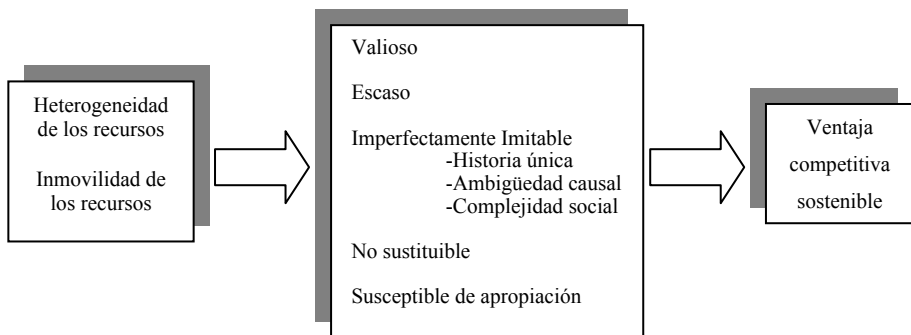 Heterogeneidad
de los recursos
Inmovilidad de
los recursos
Valioso
Escaso
Imperfectamente Imitable
-Historia única
-Ambigüedad causal
-Complejidad social
No sustituible
Susceptible de apropiación
Ventaja
competitiva
sostenible